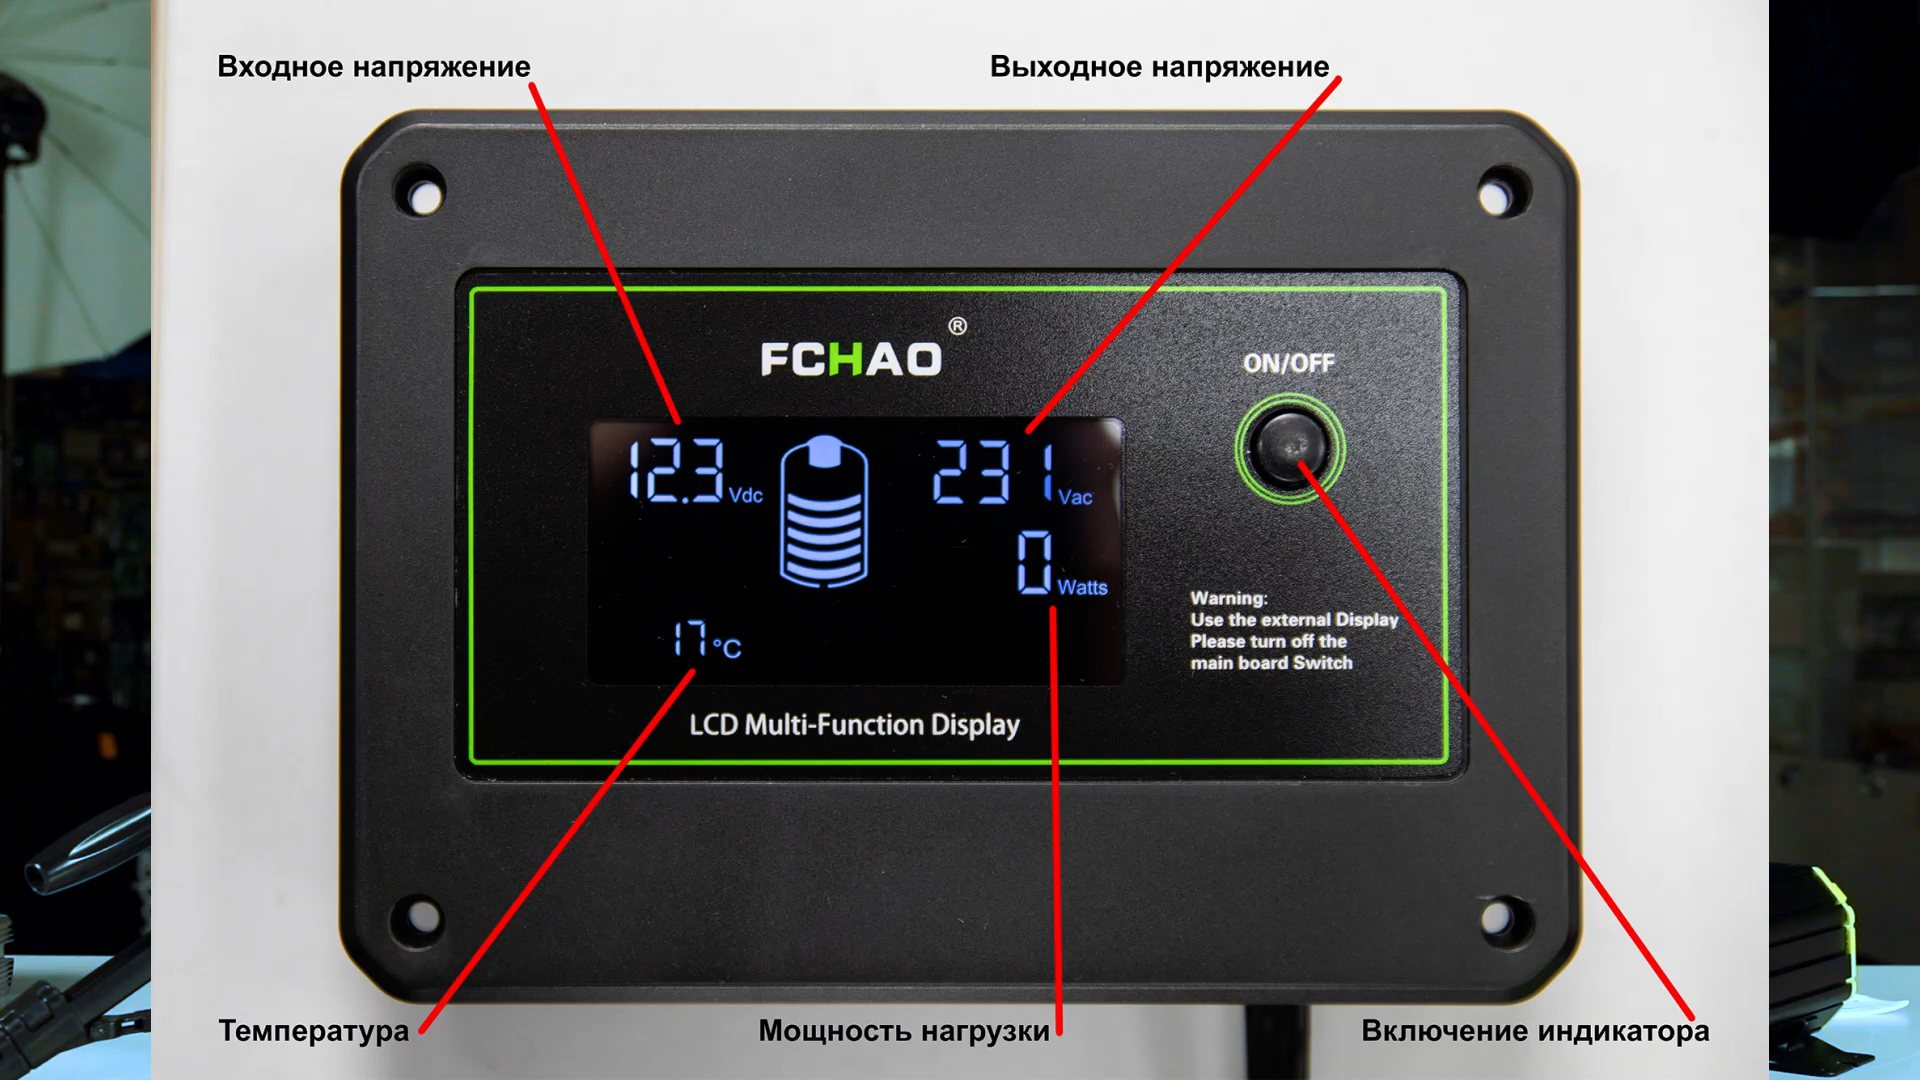 Входное напряжение
Выходное напряжение
FCHAO ®
ON/OFF
12.3 Vdc
231 Vac
0 Watts
17 °C
Warning:
Use the external Display
Please turn off the
main board Switch
LCD Multi-Function Display
Температура
Мощность нагрузки
Включение индикатора